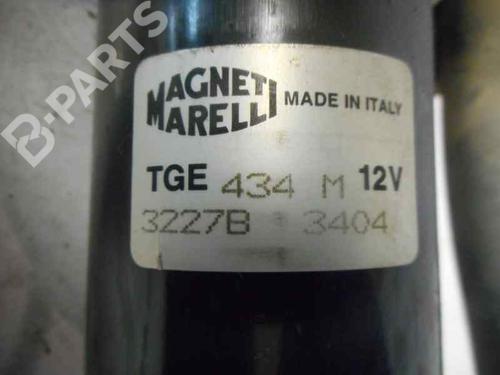 B-PARTS
MAGNETI
MARELLI
MADE IN ITALY
TGE 434 M 12V
3227B 3404